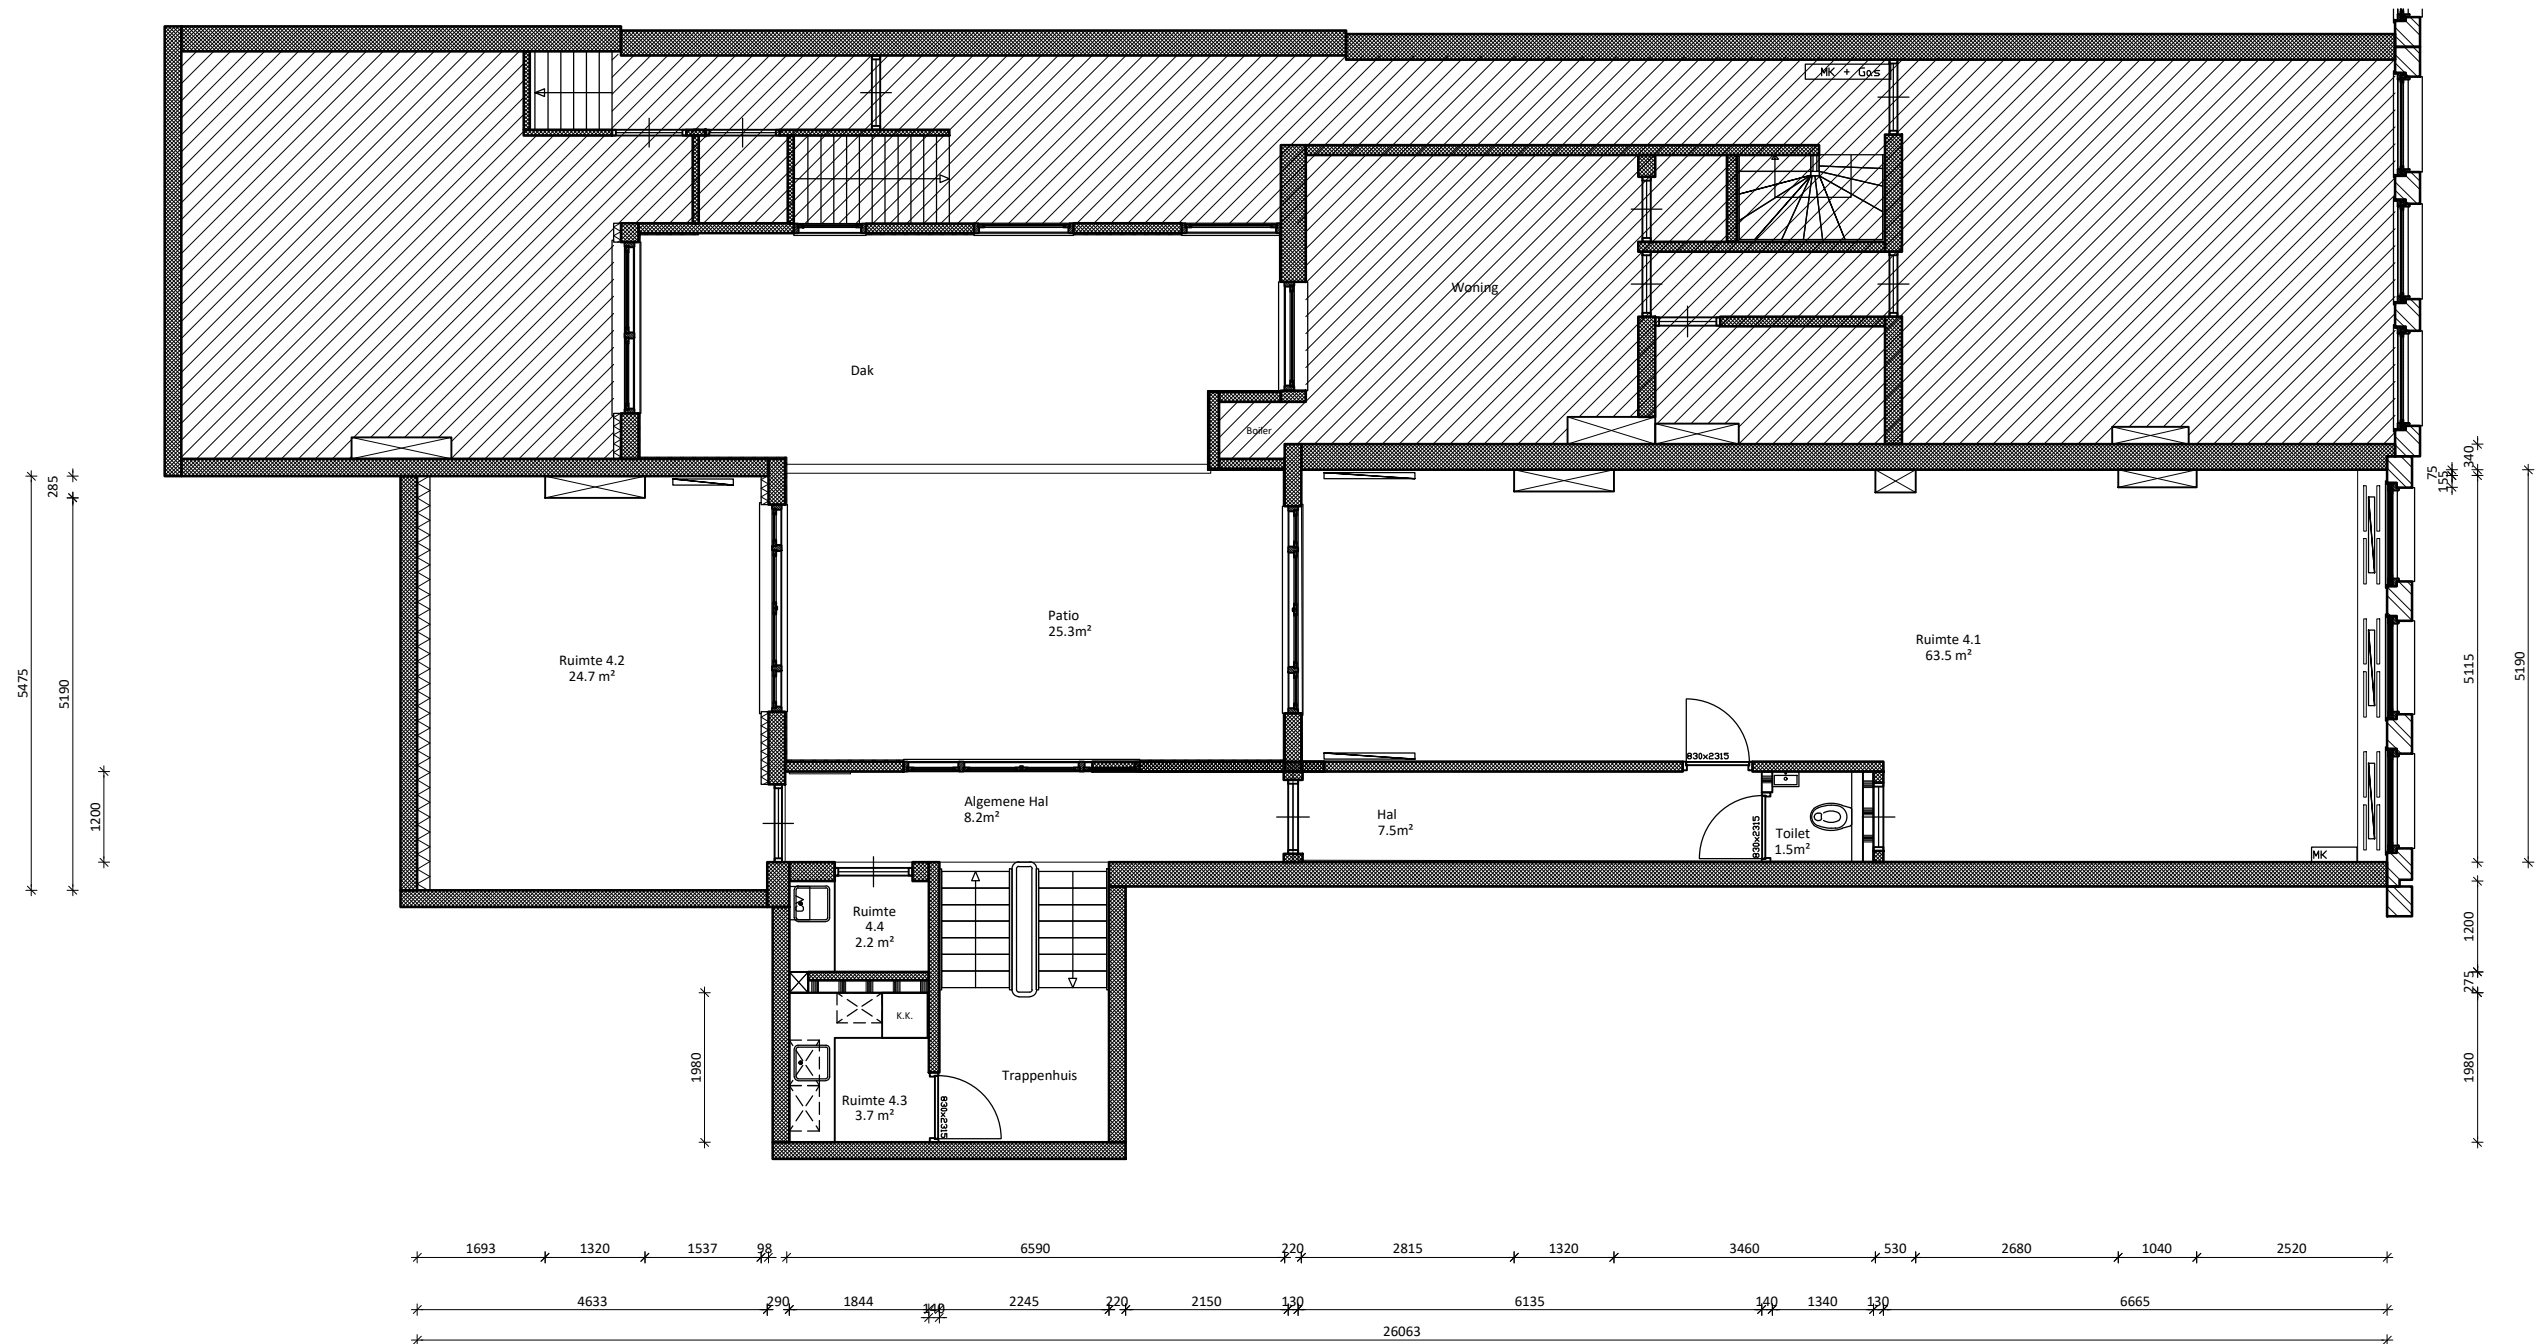 MK + Gas
Woning
Dak
Boiler
285
340
75
155
Patio
25.3m²
Ruimte 4.1
63.5 m²
Ruimte 4.2
24.7 m²
5475
5190
5115
5190
830x2315
Algemene Hal
8.2m²
Hal
7.5m²
830x2315
Toilet
1.5m²
MK
1200
Ruimte
4.4
2.2 m²
1200
275
K.K.
1980
1980
Trappenhuis
Ruimte 4.3
3.7 m²
830x2315
1693 1320 1537 98 6590 220 2815 1320 3460 530 2680 1040 2520
4633 290 1844 140 2245 220 2150 130 6135 140 1340 130 6665
26063